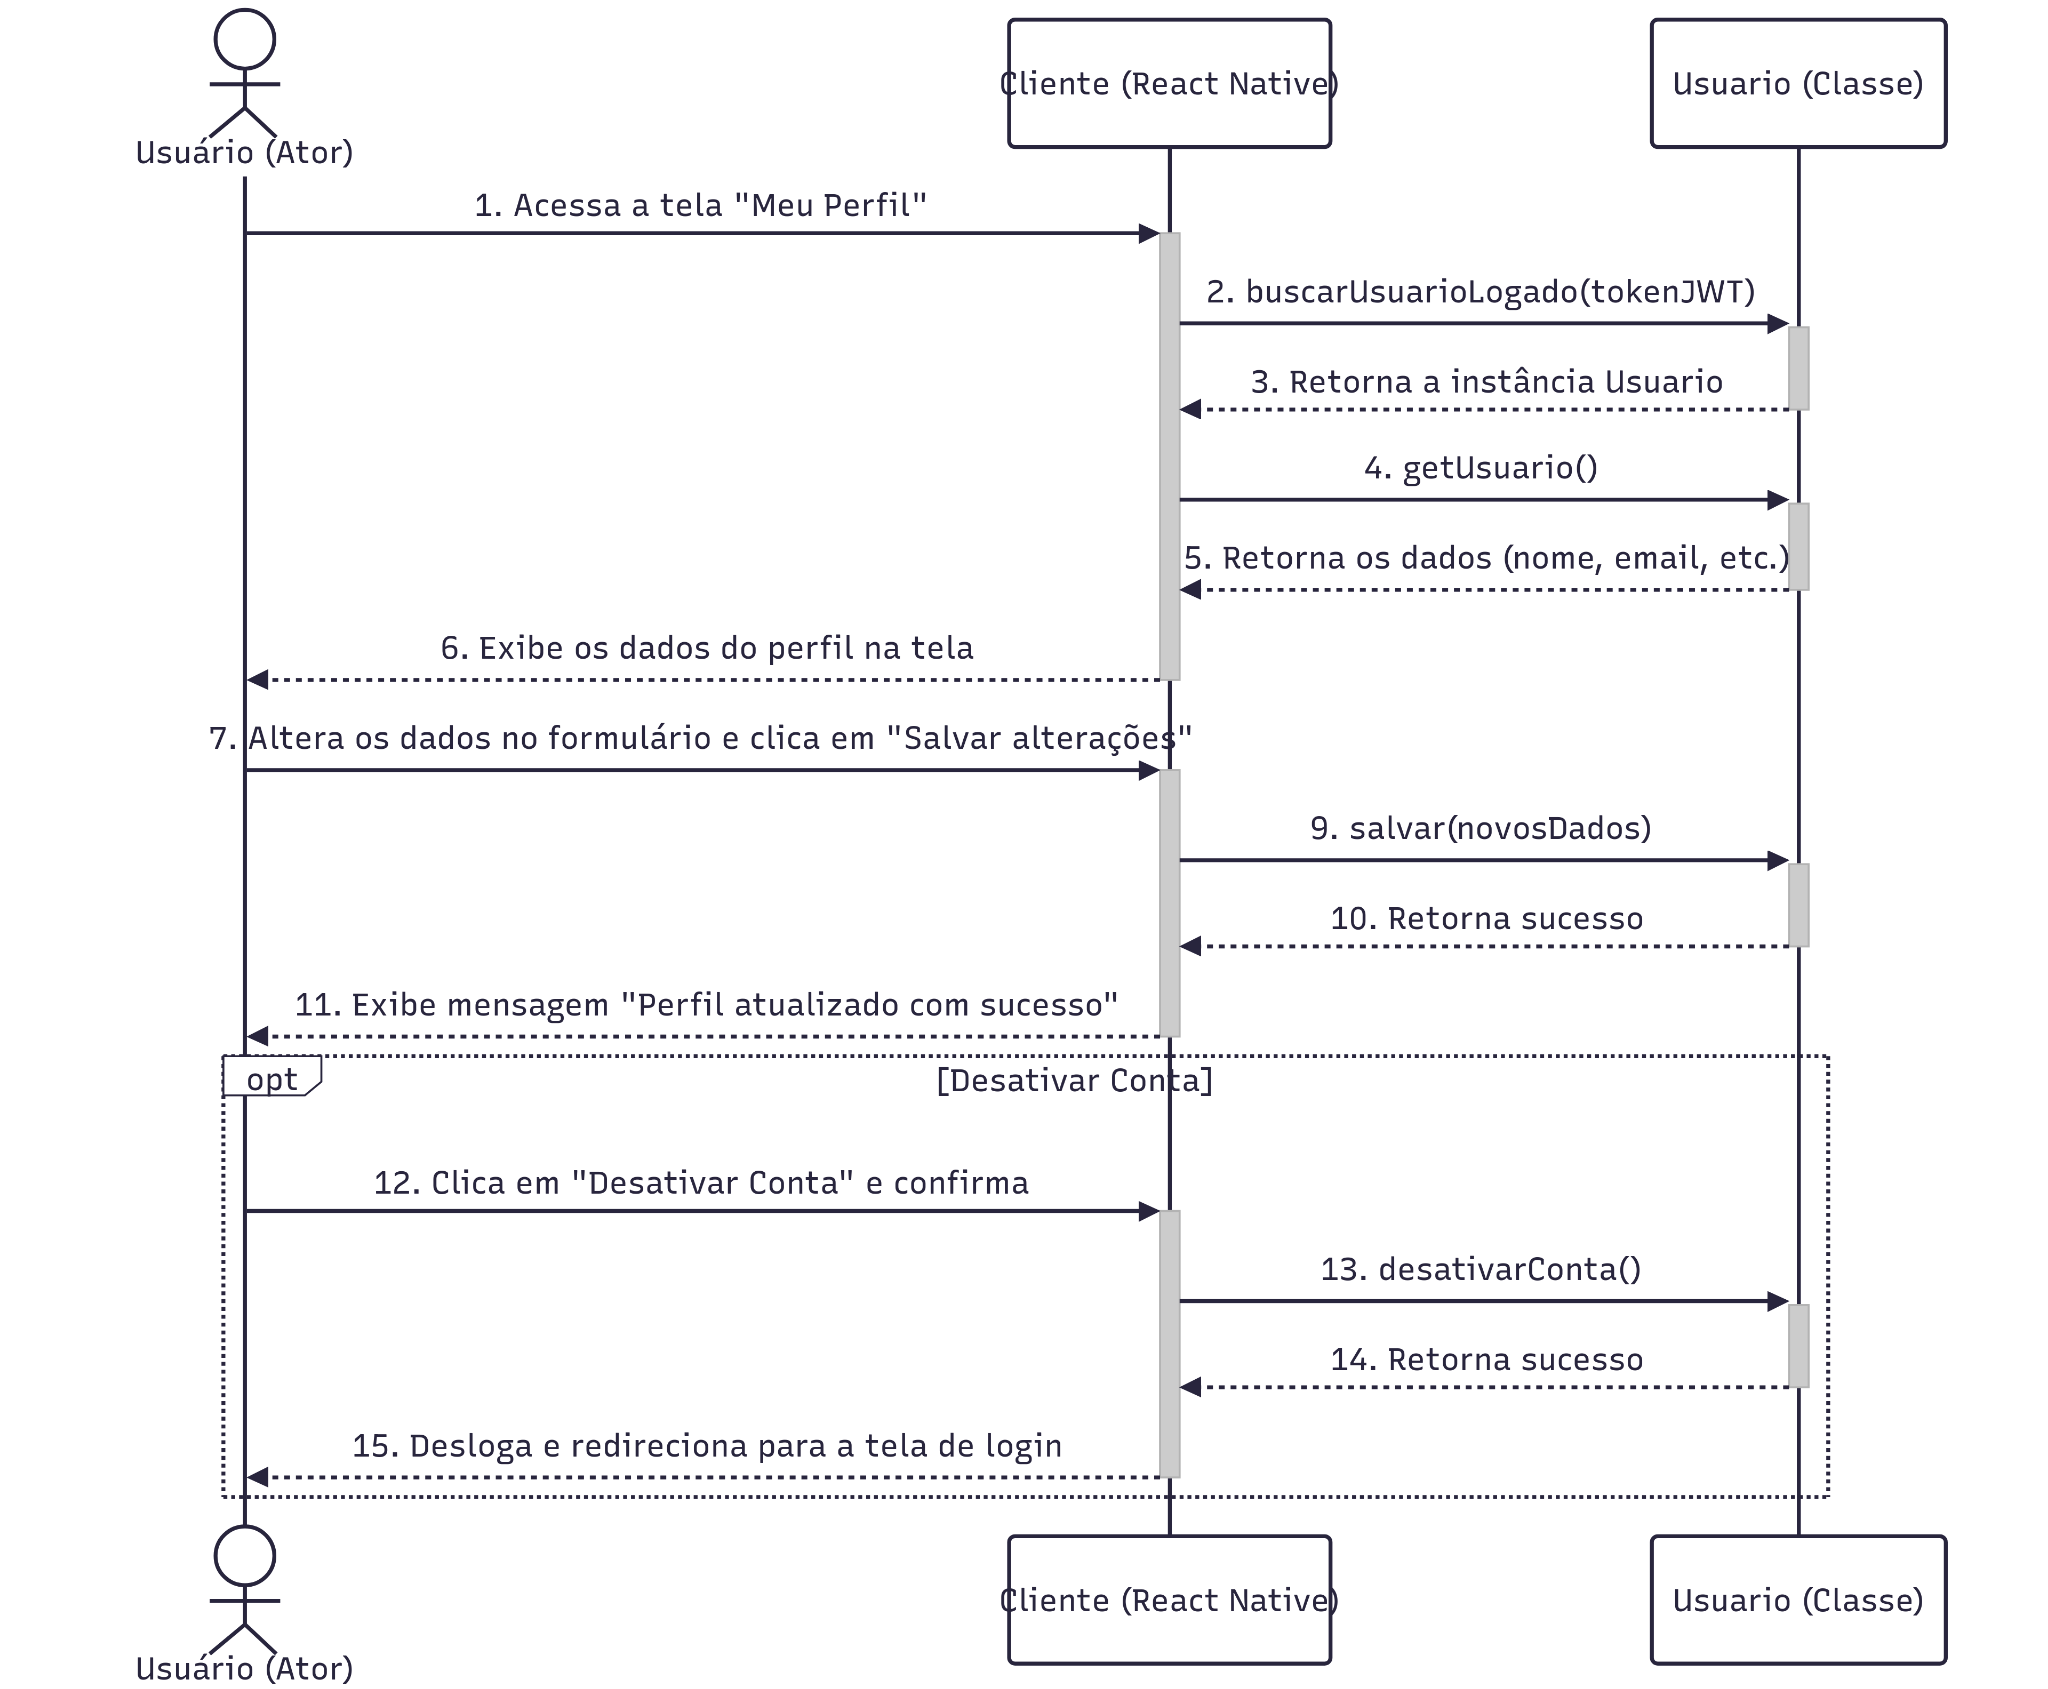 Usuário (Ator)
Cliente (React Native)
Usuario (Classe)
1. Acessa a tela "Meu Perfil"
2. buscarUsuarioLogado(tokenJWT)
3. Retorna a instância Usuario
4. getUsuario()
5. Retorna os dados (nome, email, etc.)
6. Exibe os dados do perfil na tela
7. Altera os dados no formulário e clica em "Salvar alterações"
9. salvar(novosDados)
10. Retorna sucesso
11. Exibe mensagem "Perfil atualizado com sucesso"
opt
[Desativar Conta]
12. Clica em "Desativar Conta" e confirma
13. desativarConta()
14. Retorna sucesso
15. Desloga e redireciona para a tela de login
Usuário (Ator)
Cliente (React Native)
Usuario (Classe)